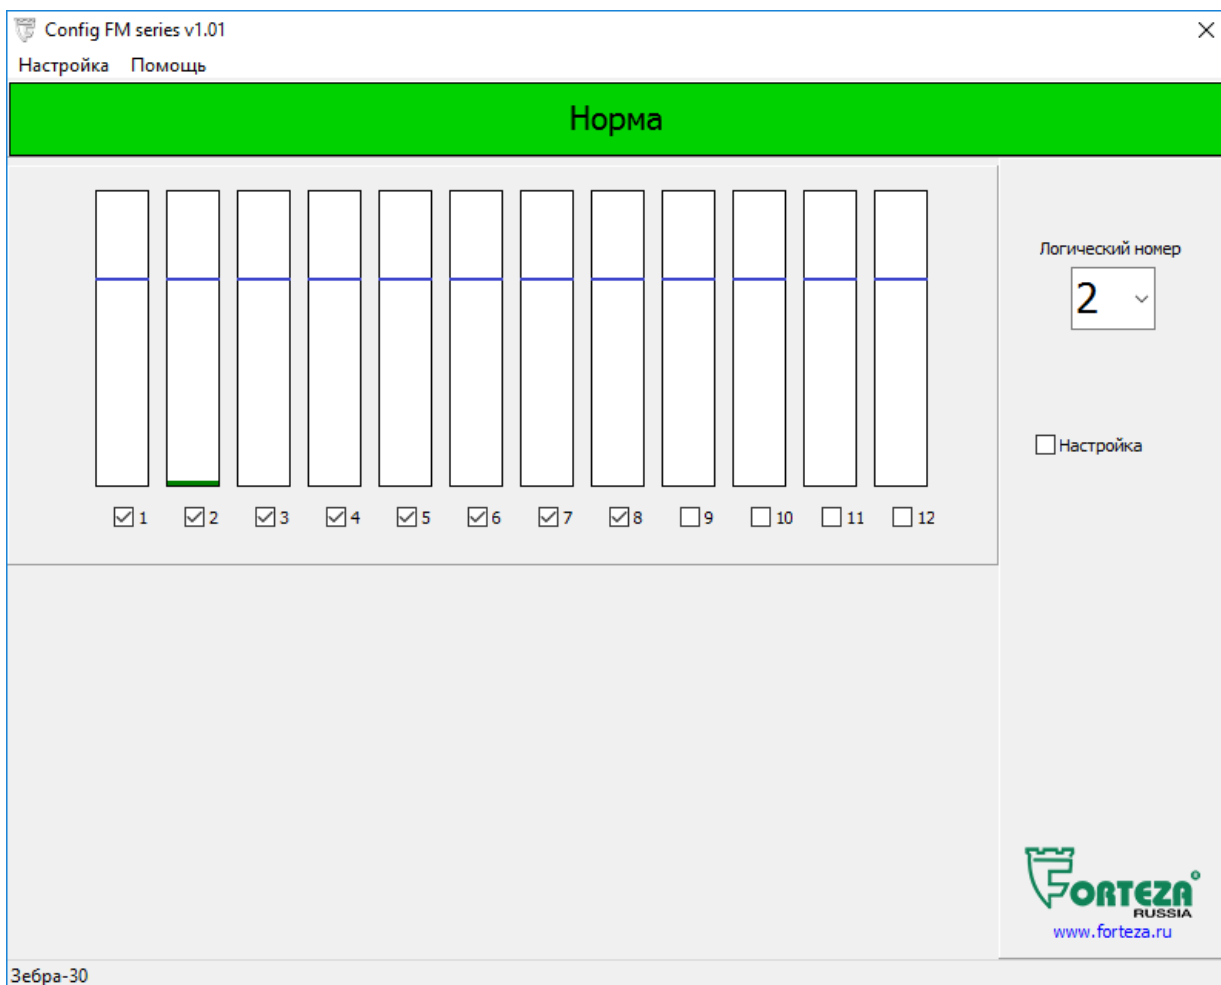 Config FM series v1.01
Настройка Помощь
Норма
Логический номер
2
Настройка
1 2 3 4 5 6 7 8 9 10 11 12
FORTEZA®
RUSSIA
www.forteza.ru
Зебра-30